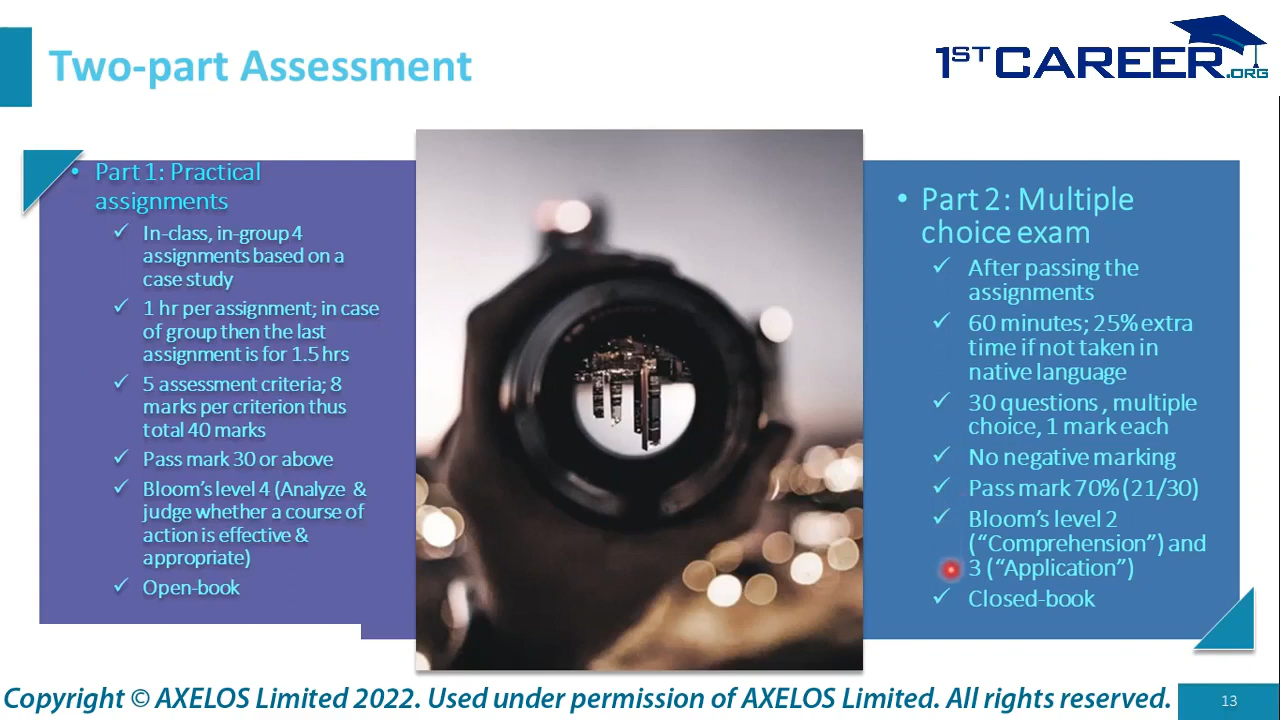 Two-part Assessment
1ST CAREER.ORG
• Part 1: Practical
assignments
✓ In-class, in-group 4
assignments based on a
case study
✓ 1 hr per assignment; in case
of group then the last
assignment is for 1.5 hrs
✓ 5 assessment criteria; 8
marks per criterion thus
total 40 marks
✓ Pass mark 30 or above
✓ Bloom’s level 4 (Analyze &
judge whether a course of
action is effective &
appropriate)
✓ Open-book
• Part 2: Multiple
choice exam
✓ After passing the
assignments
✓ 60 minutes; 25% extra
time if not taken in
native language
✓ 30 questions , multiple
choice, 1 mark each
✓ No negative marking
✓ Pass mark 70% (21/30)
✓ Bloom’s level 2
(“Comprehension”) and
3 (“Application”)
✓ Closed-book
Copyright © AXELOS Limited 2022. Used under permission of AXELOS Limited. All rights reserved.
13